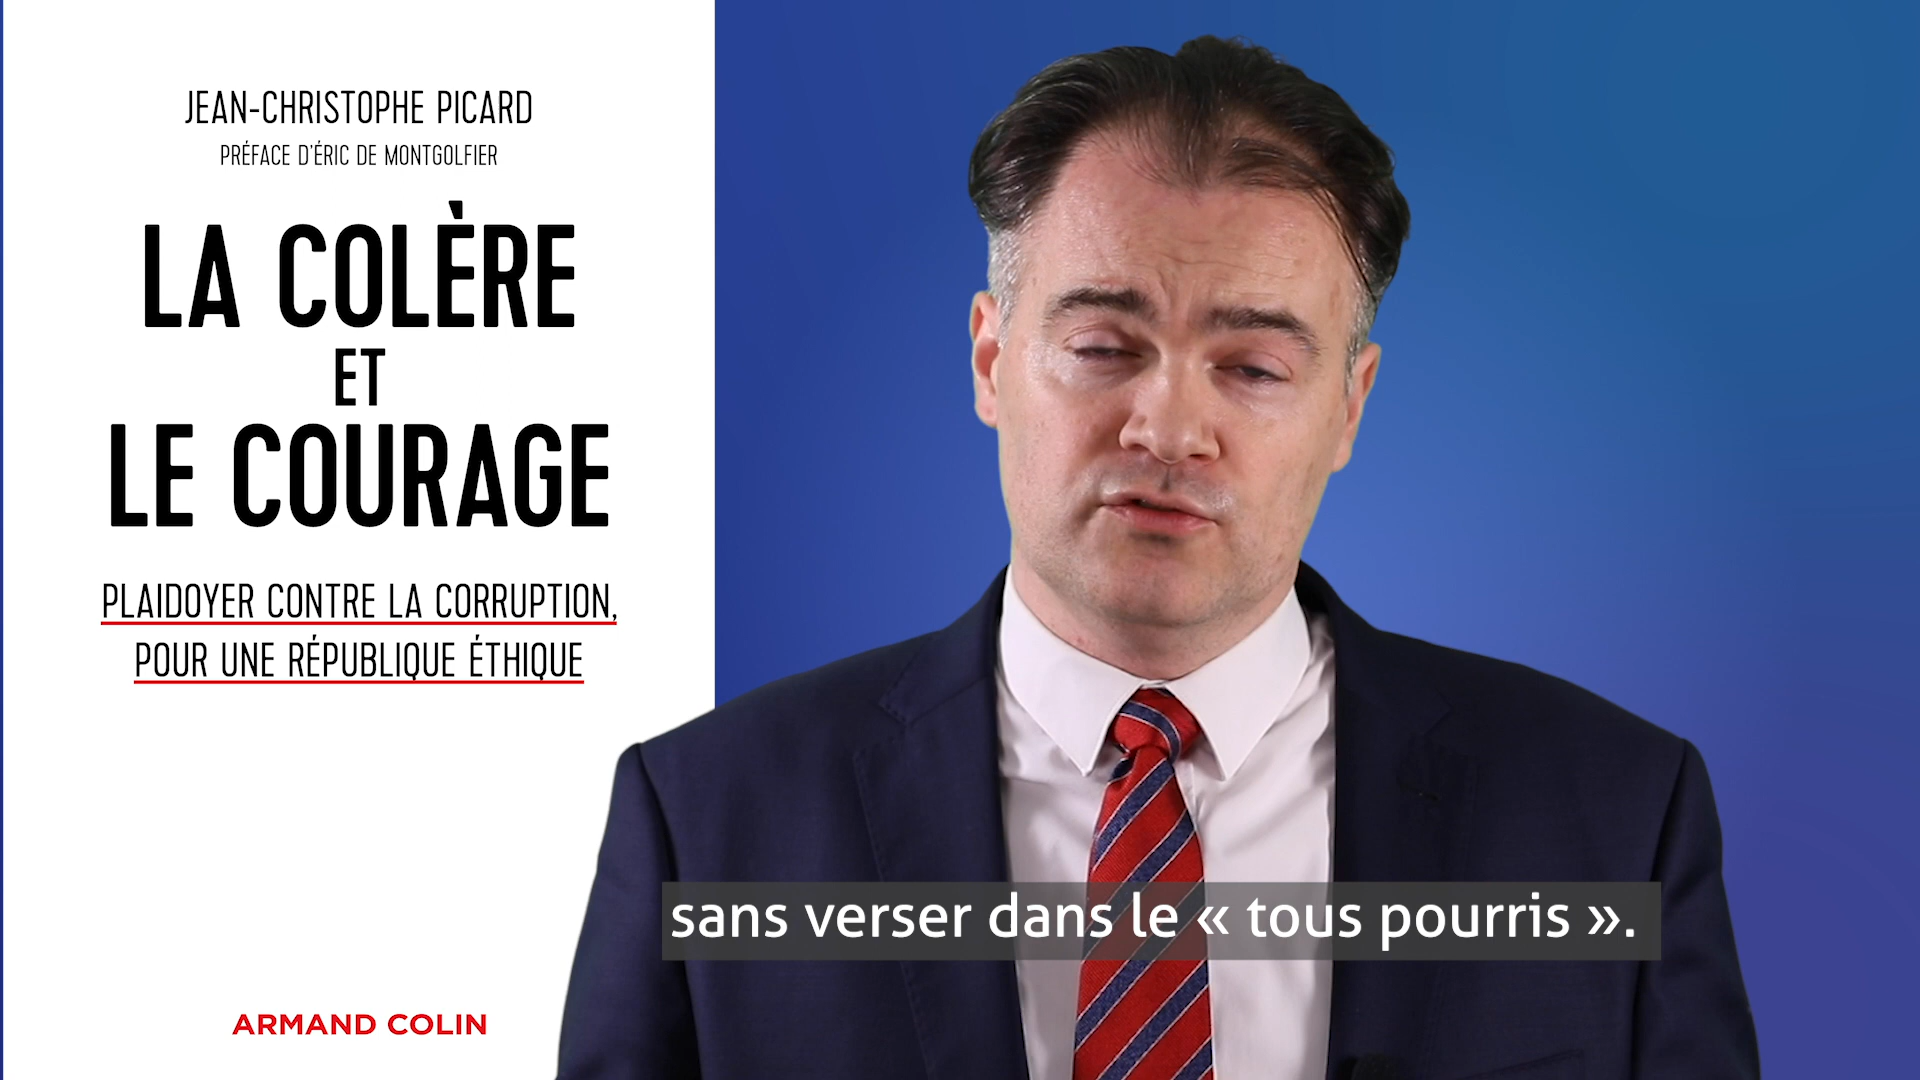 JEAN-CHRISTOPHE PICARD
PRÉFACE D'ÉRIC DE MONTGOLFIER
LA COLÈRE
ET
LE COURAGE
PLAIDOYER CONTRE LA CORRUPTION,
POUR UNE RÉPUBLIQUE ÉTHIQUE
ARMAND COLIN
sans verser dans le « tous pourris ».